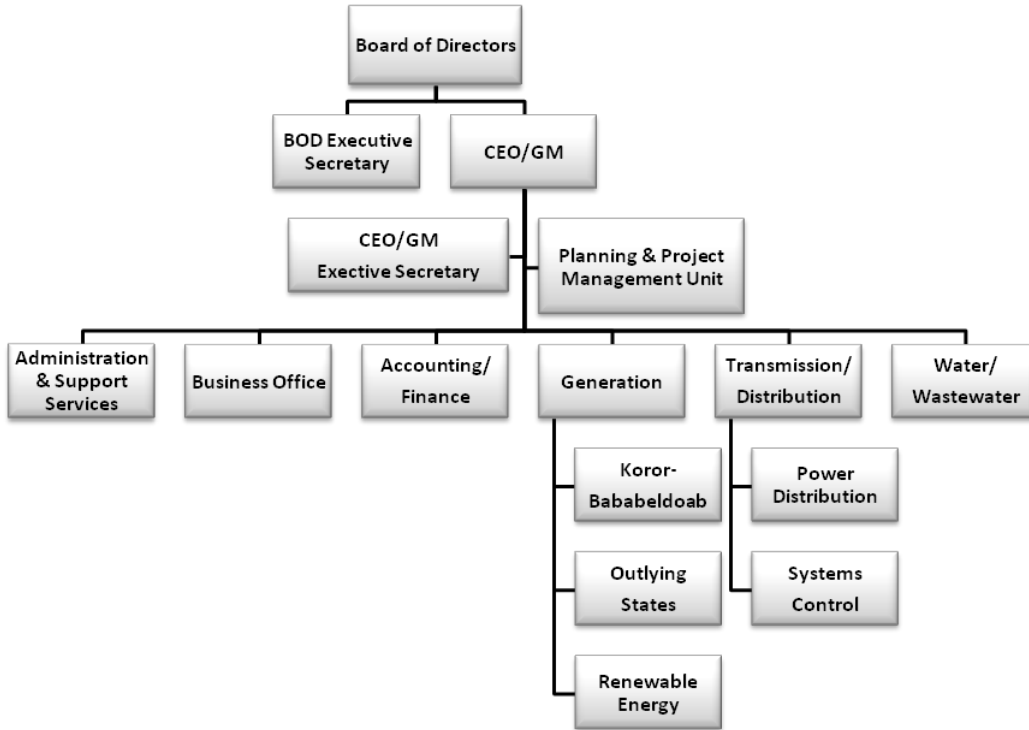 Board of Directors
BOD Executive
Secretary
CEO/GM
CEO/GM
Exective Secretary
Planning & Project
Management Unit
Administration
& Support
Services
Business Office
Accounting/
Finance
Generation
Transmission/
Distribution
Water/
Wastewater
Koror-
Bababeldoab
Power
Distribution
Outlying
States
Systems
Control
Renewable
Energy